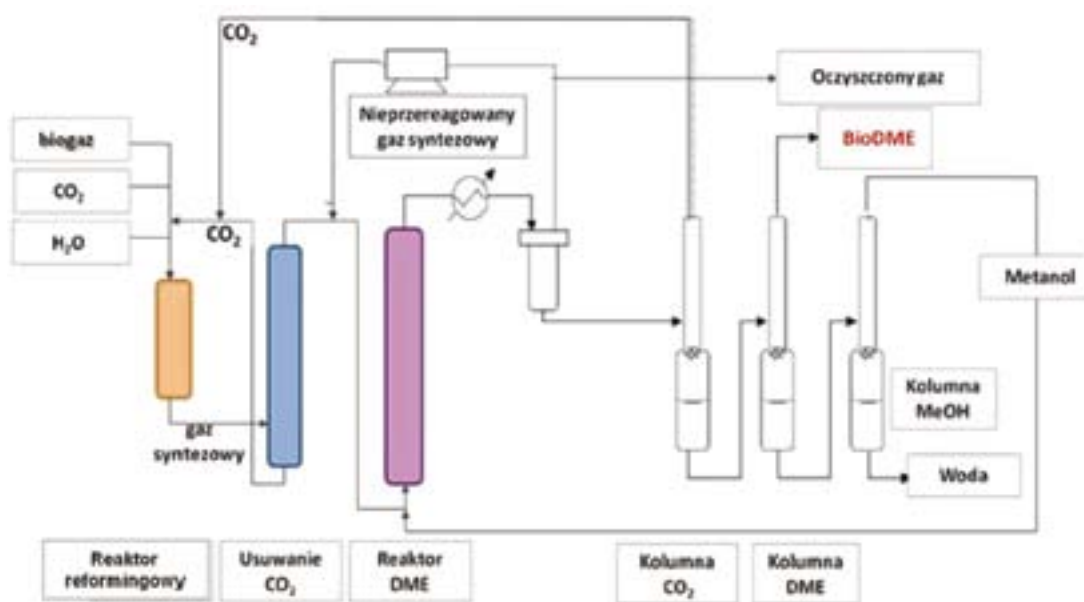 CO₂
Oczyszczony gaz
Nieprzereagowany
gaz syntezowy
BioDME
biogaz
CO₂
H₂O
CO₂
Metanol
Kolumna
MeOH
gaz
syntezowy
Woda
Reaktor
reformingowy
Usuwanie
CO₂
Reaktor
DME
Kolumna
CO₂
Kolumna
DME